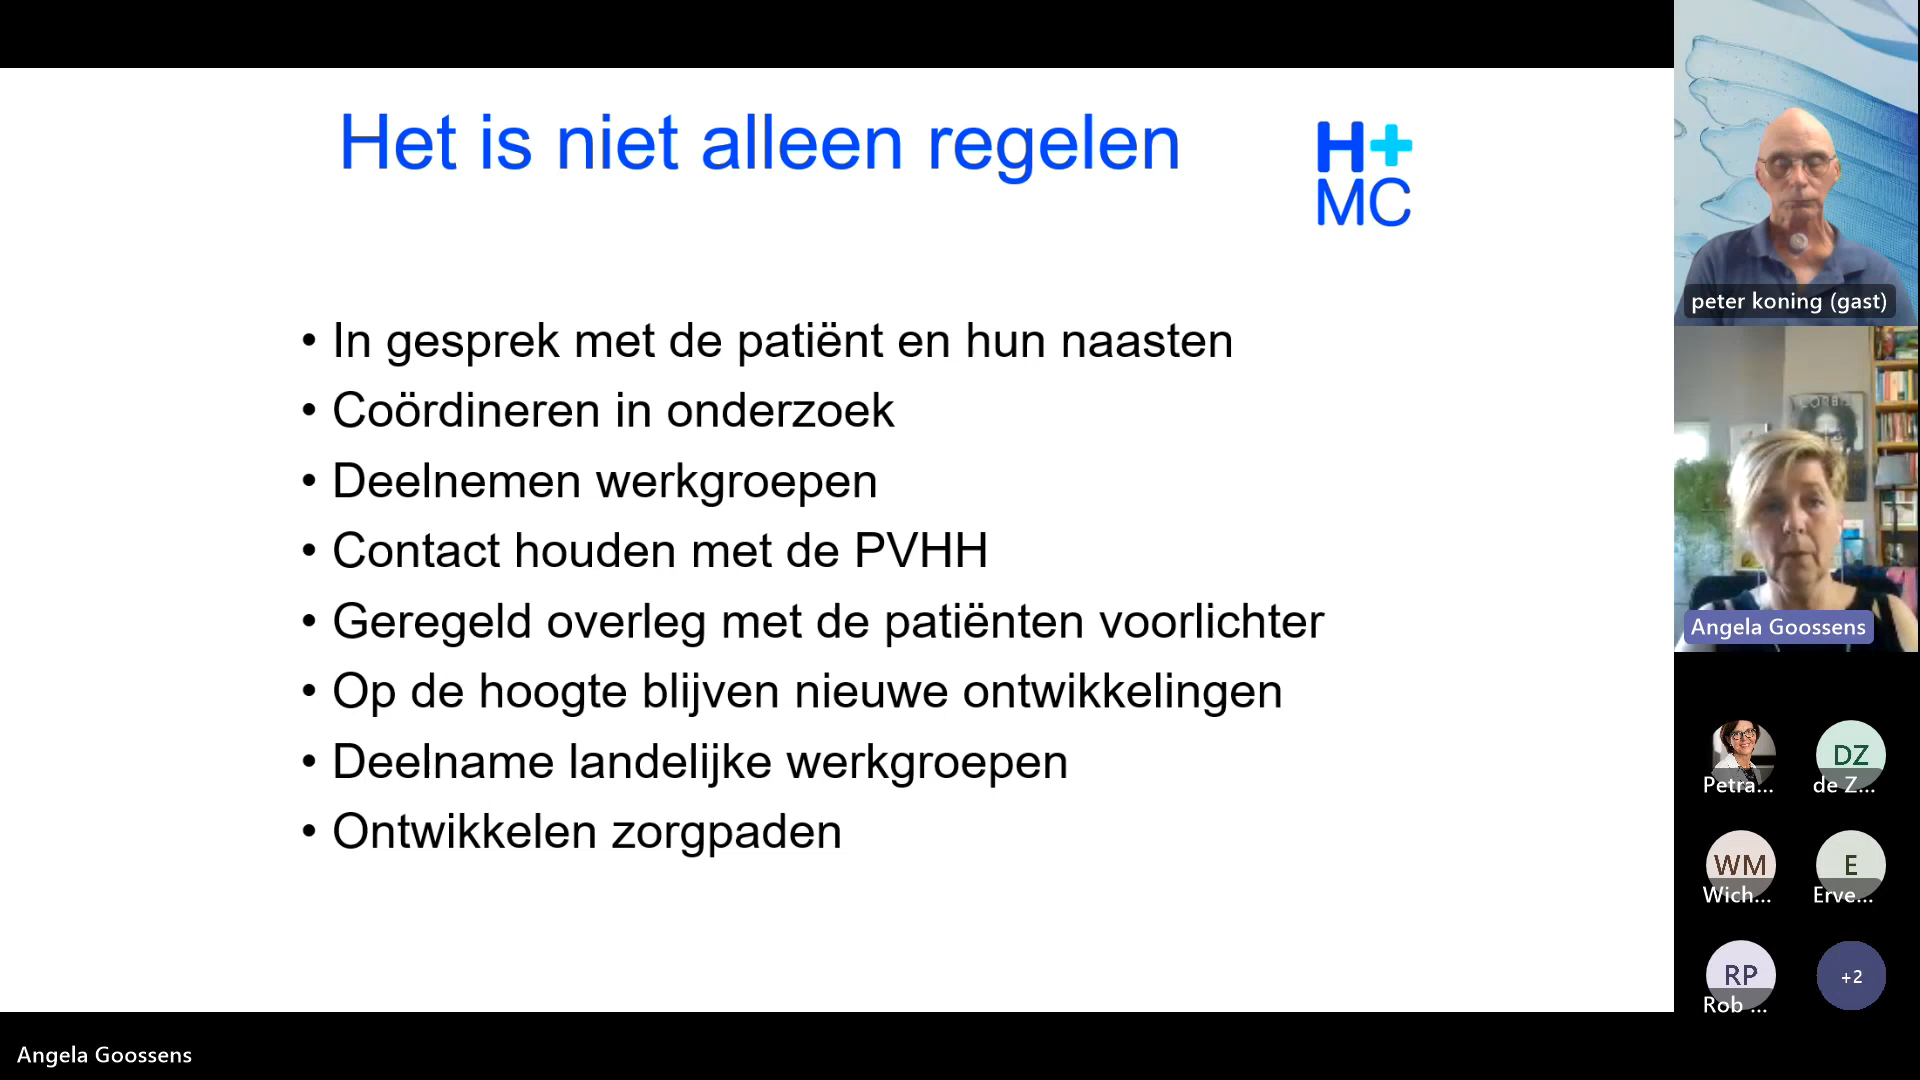 Het is niet alleen regelen
H+
MC
• In gesprek met de patiënt en hun naasten
• Coördineren in onderzoek
• Deelnemen werkgroepen
• Contact houden met de PVHH
• Geregeld overleg met de patiënten voorlichter
• Op de hoogte blijven nieuwe ontwikkelingen
• Deelname landelijke werkgroepen
• Ontwikkelen zorgpaden
peter koning (gast)
Angela Goossens
Petra...
DZ
de Z...
WM
Wich...
E
Erve...
RP
Rob ...
+2
Angela Goossens